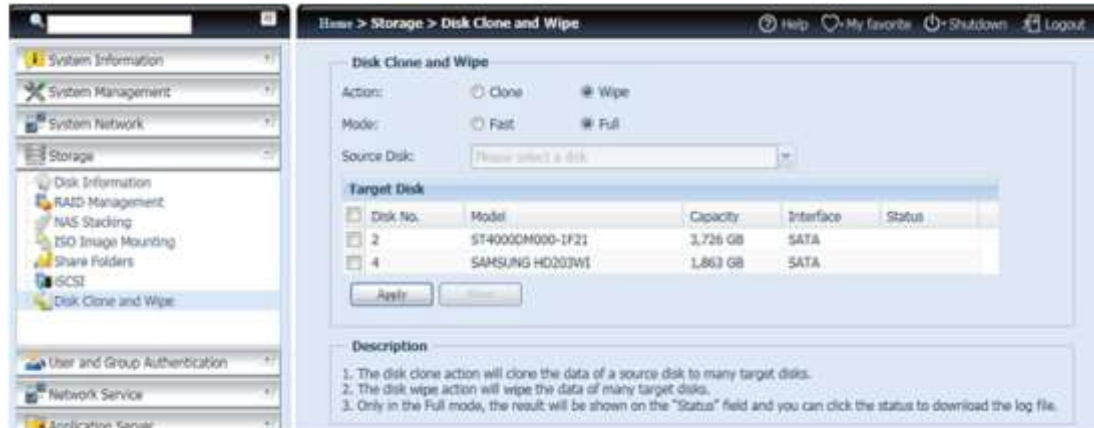 Home > Storage > Disk Clone and Wipe
Help My favorite Shutdown Logout
System Information
System Management
System Network
Storage
Disk Information
RAID Management
NAS Stacking
ISO Image Mounting
Share Folders
iSCSI
Disk Clone and Wipe
User and Group Authentication
Network Service
Application Server
Disk Clone and Wipe
Action: Clone Wipe
Mode: Fast Full
Source Disk: Please select a disk
Target Disk
Disk No. Model Capacity Interface Status
2 ST4000DM000-1F21 3,726 GB SATA
4 SAMSUNG HD203WI 1,863 GB SATA
Apply
Description
1. The disk clone action will clone the data of a source disk to many target disks.
2. The disk wipe action will wipe the data of many target disks.
3. Only in the Full mode, the result will be shown on the "Status" field and you can click the status to download the log file.